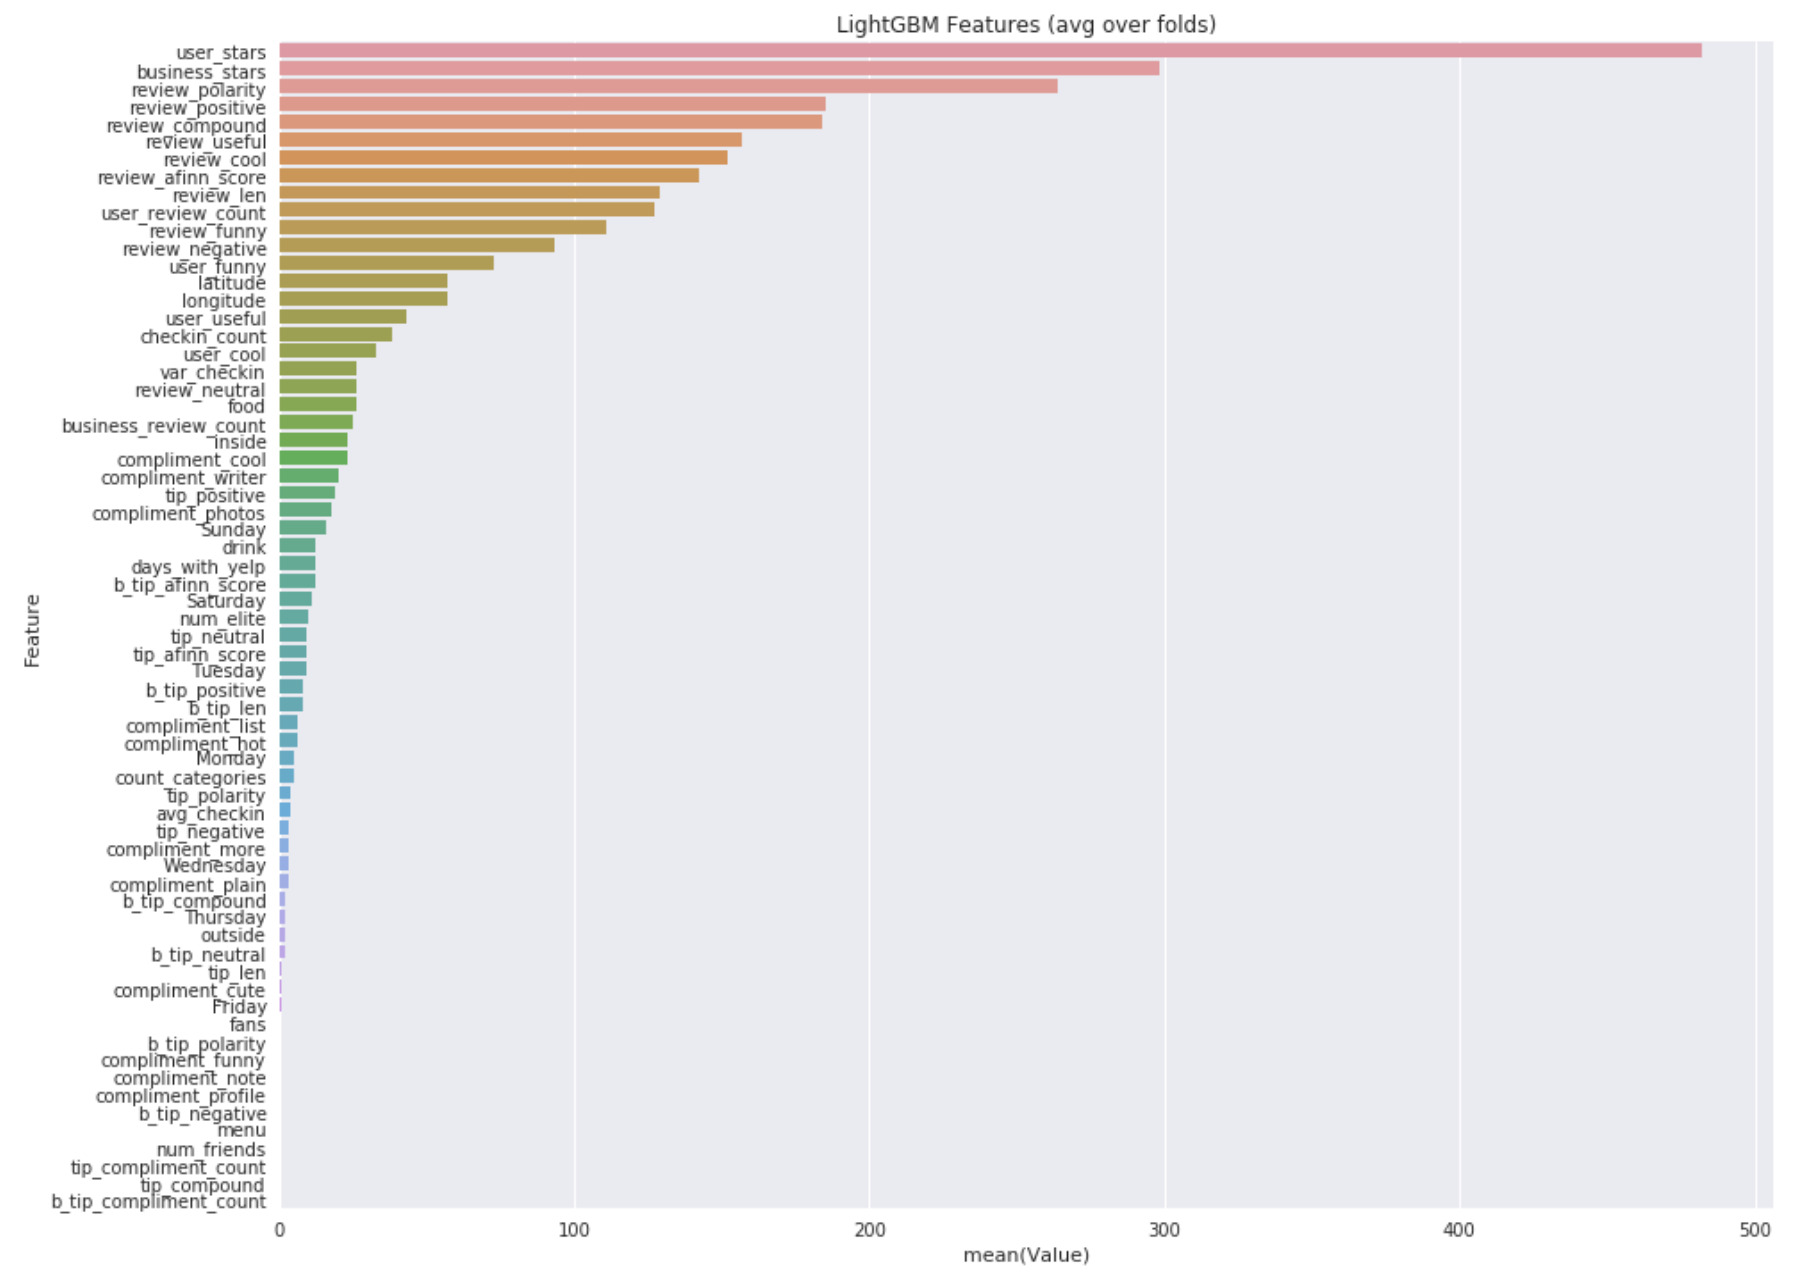 LightGBM Features (avg over folds)
user_stars
business_stars
review_polarity
review_positive
review_compound
review_useful
review_cool
review_afinn_score
review_len
user_review_count
review_funny
review_negative
user_funny
latitude
longitude
user_useful
checkin_count
user_cool
var_checkin
review_neutral
food
business_review_count
inside
compliment_cool
compliment_writer
tip_positive
compliment_photos
Sunday
drink
days_with_yelp
b_tip_afinn_score
Saturday
num_elite
tip_neutral
tip_afinn_score
Tuesday
b_tip_positive
b_tip_len
compliment_list
compliment_hot
Monday
count_categories
tip_polarity
avg_checkin
tip_negative
compliment_more
Wednesday
compliment_plain
b_tip_compound
Thursday
outside
b_tip_neutral
tip_len
compliment_cute
Friday
fans
b_tip_polarity
compliment_funny
compliment_note
compliment_profile
b_tip_negative
menu
num_friends
tip_compliment_count
tip_compound
b_tip_compliment_count
Feature
0 100 200 300 400 500
mean(Value)